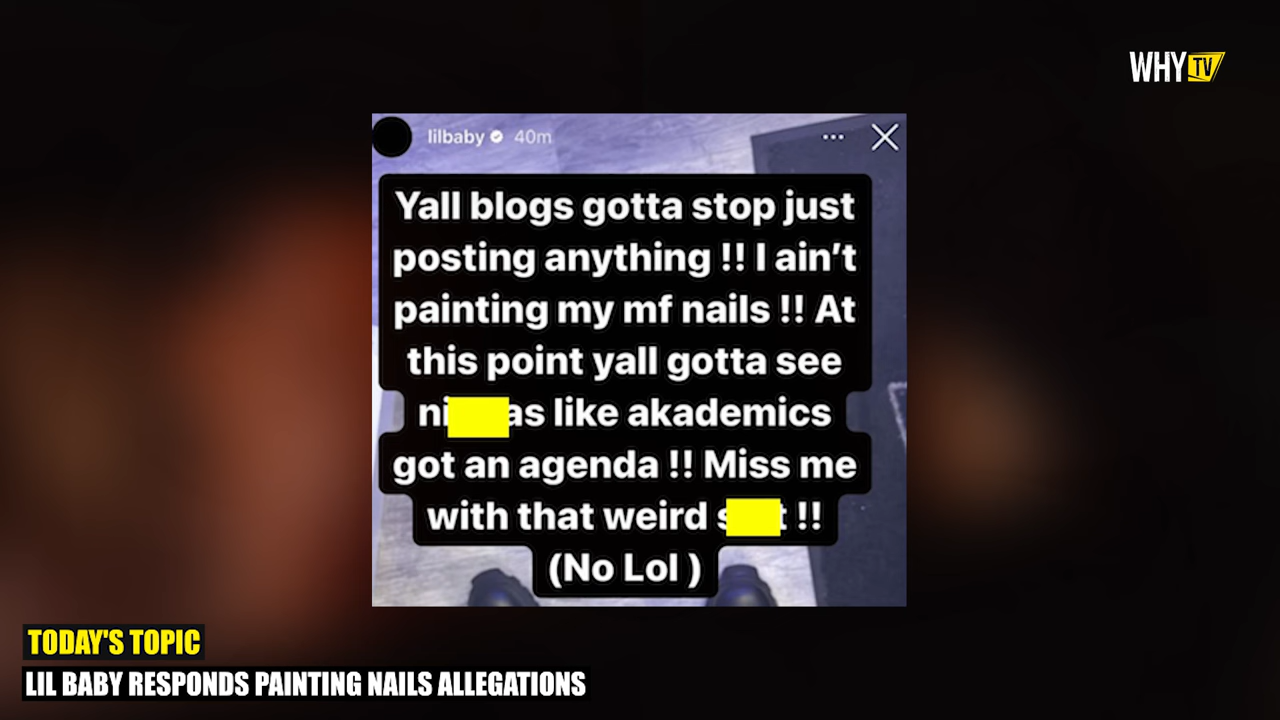 WHY TV
lilbaby 40m
Yall blogs gotta stop just
posting anything !! I ain’t
painting my mf nails !! At
this point yall gotta see
like akademics
got an agenda !! Miss me
with that weird !!
(No Lol )
TODAY'S TOPIC
LIL BABY RESPONDS PAINTING NAILS ALLEGATIONS